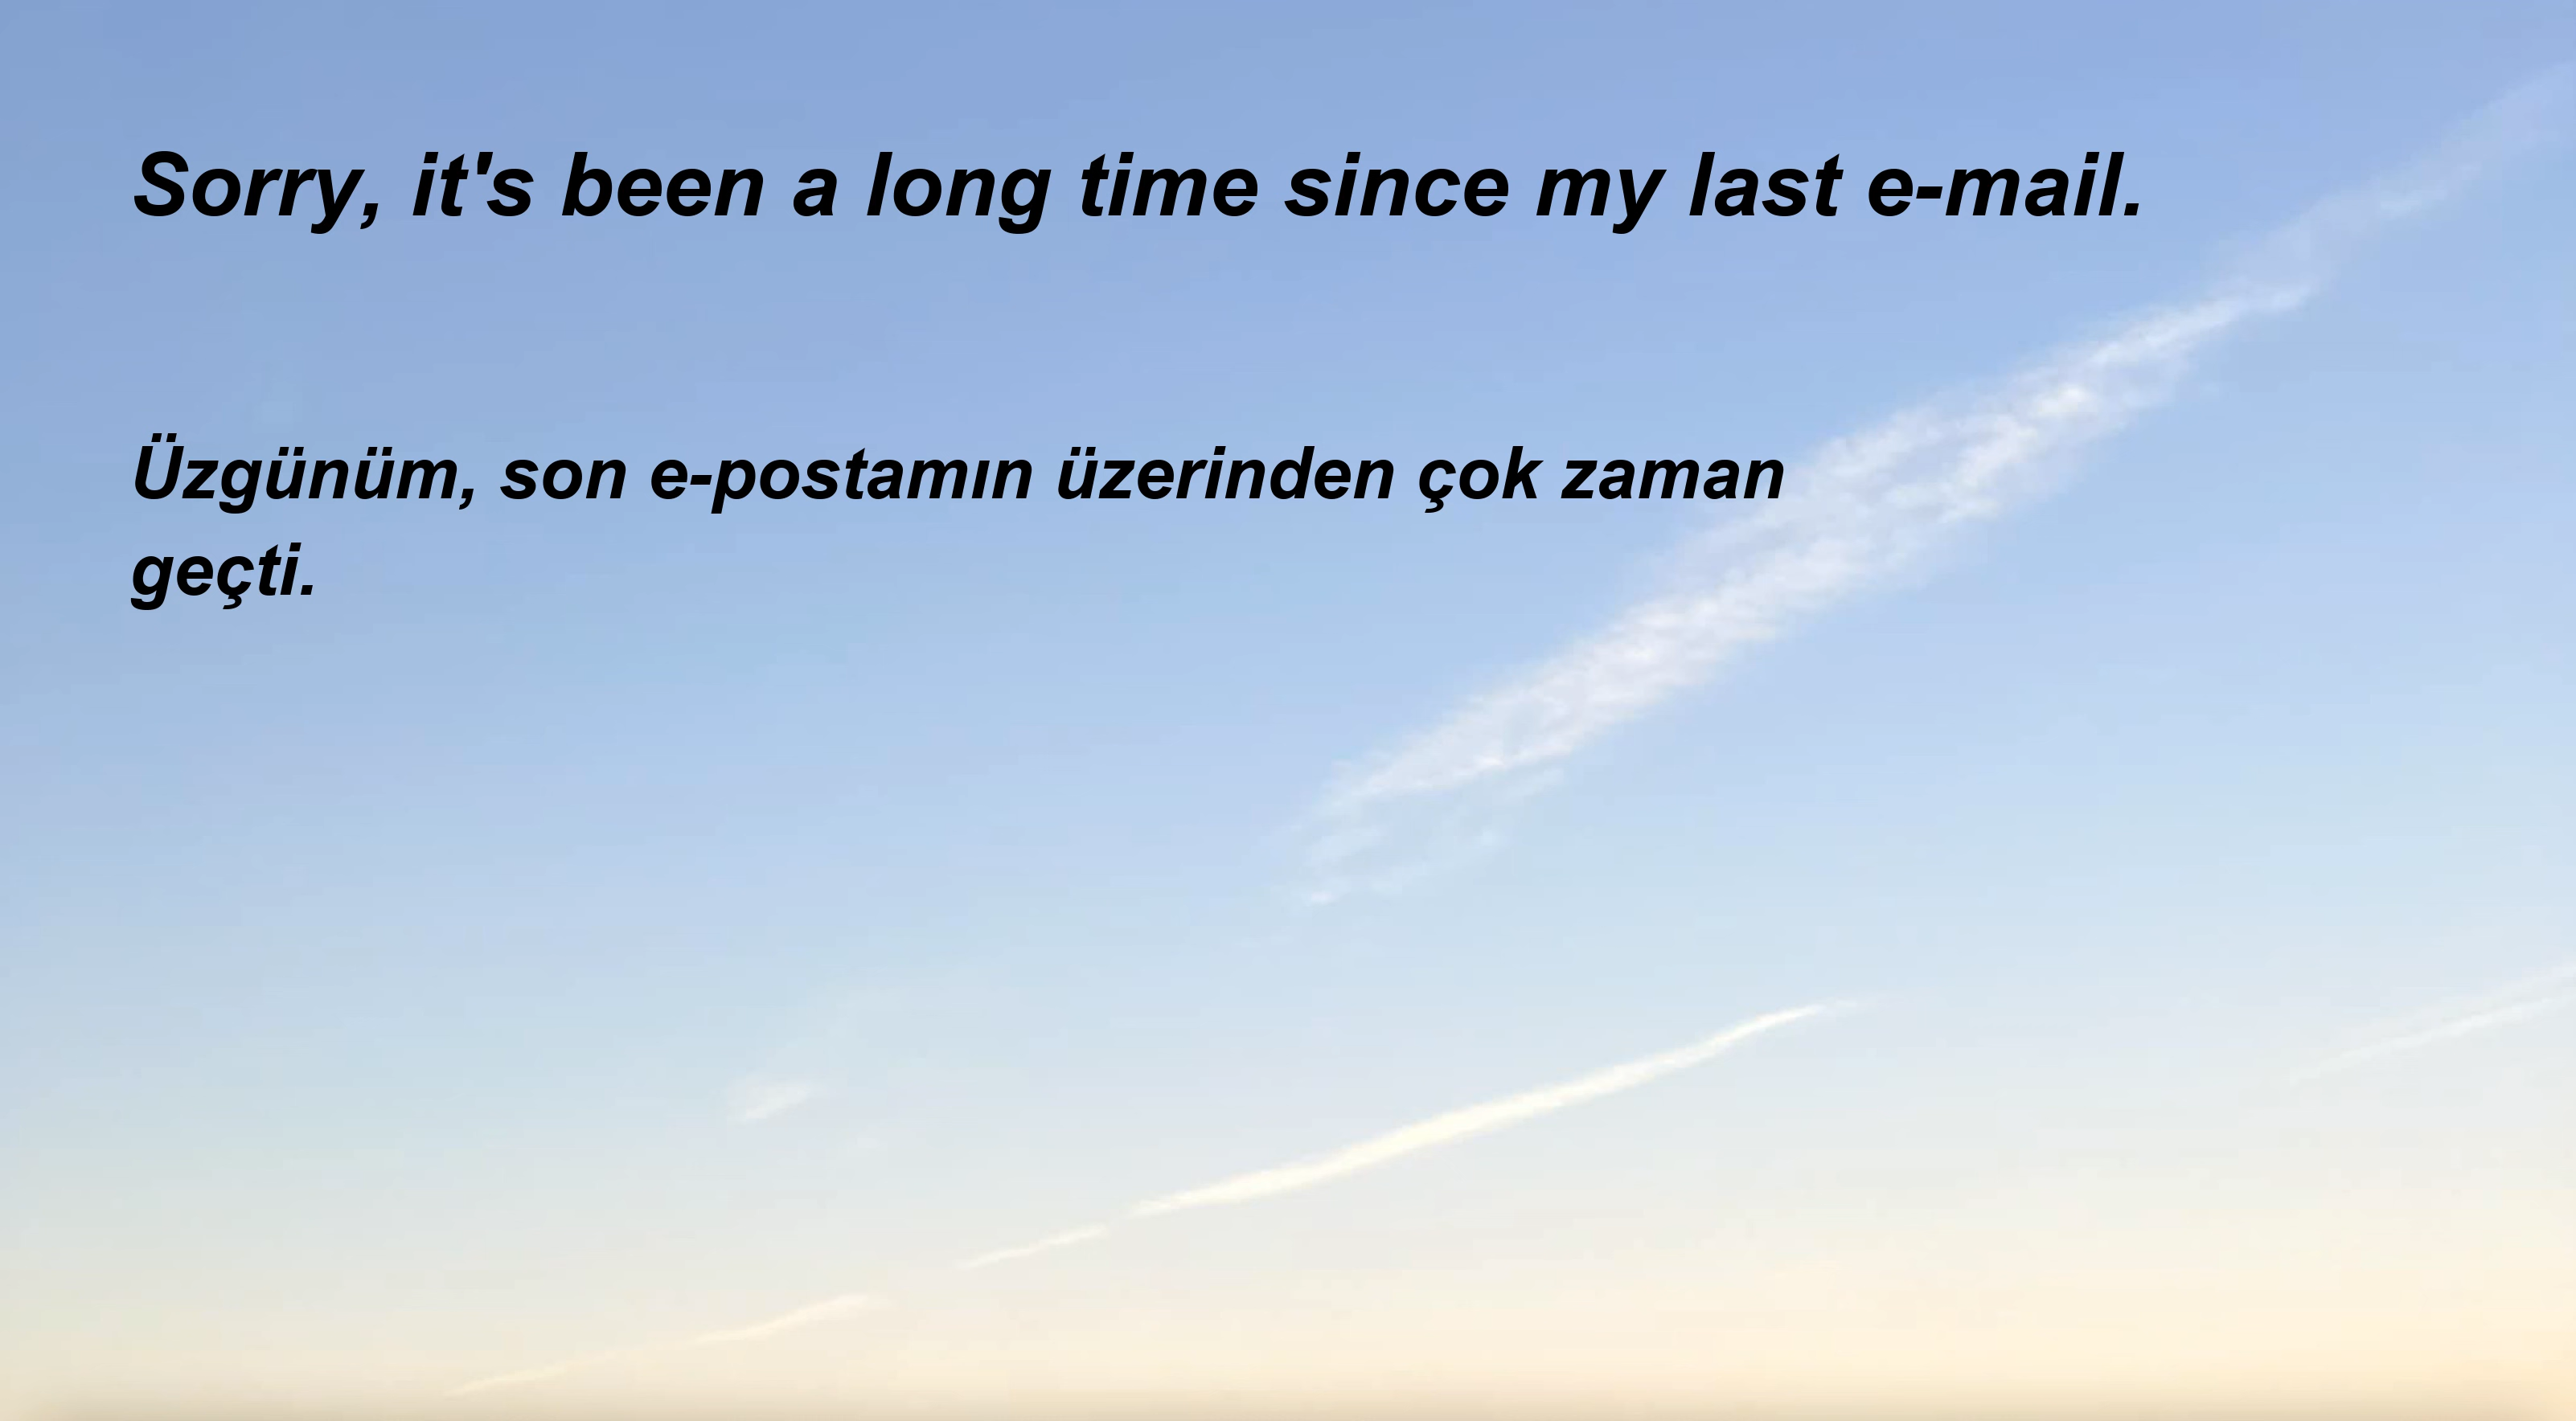 Sorry, it's been a long time since my last e-mail.
Üzgünüm, son e-postamın üzerinden çok zaman
geçti.